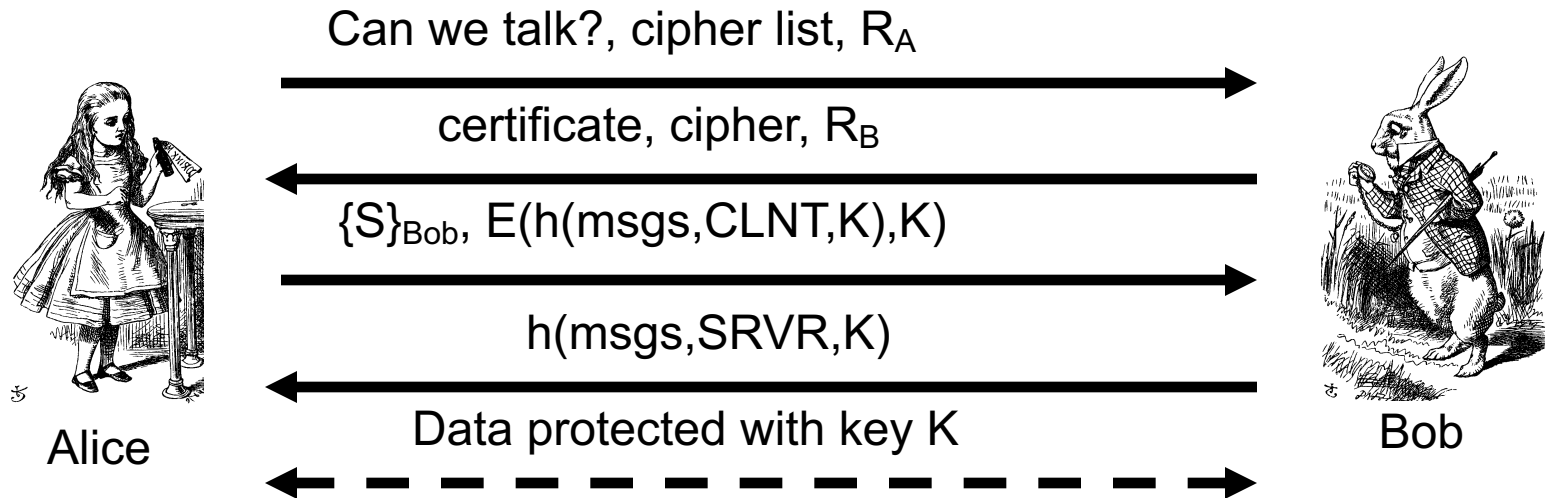 Can we talk?, cipher list, R_A
certificate, cipher, R_B
{S}_Bob, E(h(msgs,CLNT,K),K)
h(msgs,SRVR,K)
Data protected with key K
Alice
Bob